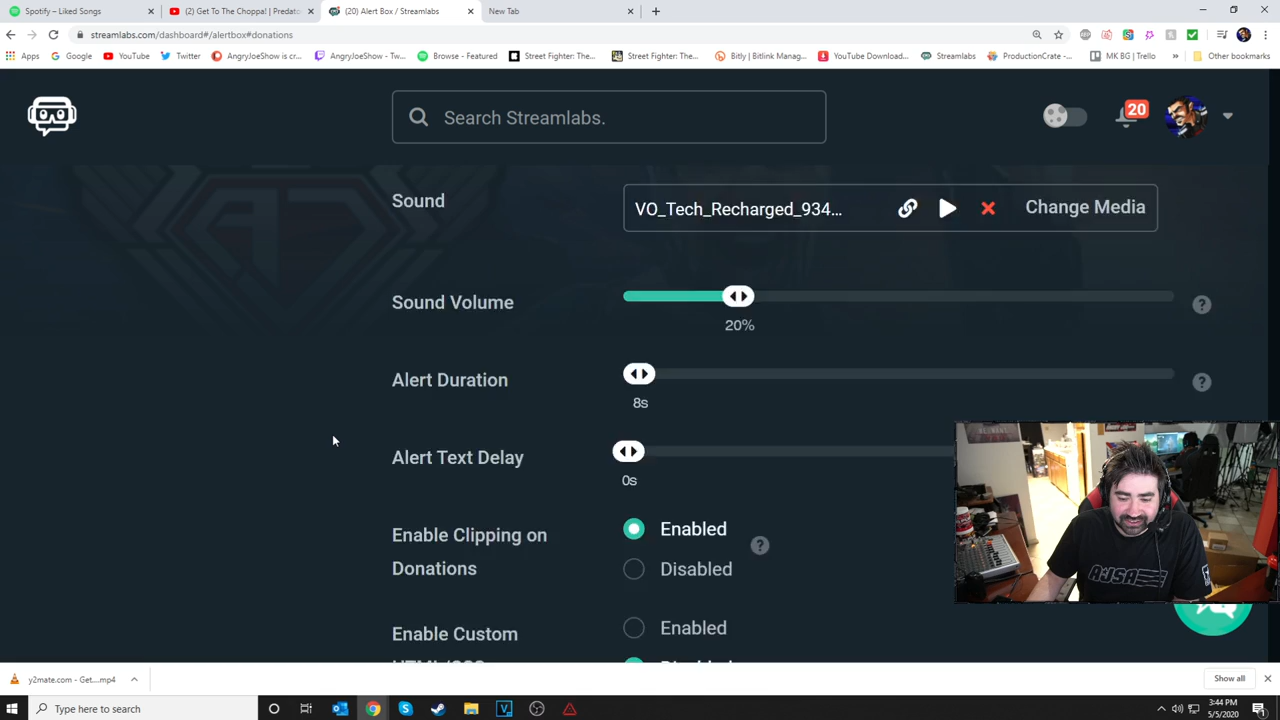 Spotify – Liked Songs
(2) Get To The Choppa! | Predato
(20) Alert Box / Streamlabs
New Tab
streamlabs.com/dashboard#/alertbox#donations
Apps
Google
YouTube
Twitter
AngryJoeShow is cr...
AngryJoeShow - Tw...
Browse - Featured
Street Fighter: The...
Street Fighter: The...
Bitly | Bitlink Manag...
YouTube Download...
Streamlabs
ProductionCrate -...
MK BG | Trello
Other bookmarks
Search Streamlabs.
20
Sound
VO_Tech_Recharged_934...
Change Media
Sound Volume
20%
Alert Duration
8s
Alert Text Delay
0s
Enable Clipping on
Donations
Enabled
Disabled
Enable Custom
Enabled
AJSA
y2mate.com - Get....mp4
Show all
Type here to search
3:44 PM
5/5/2020